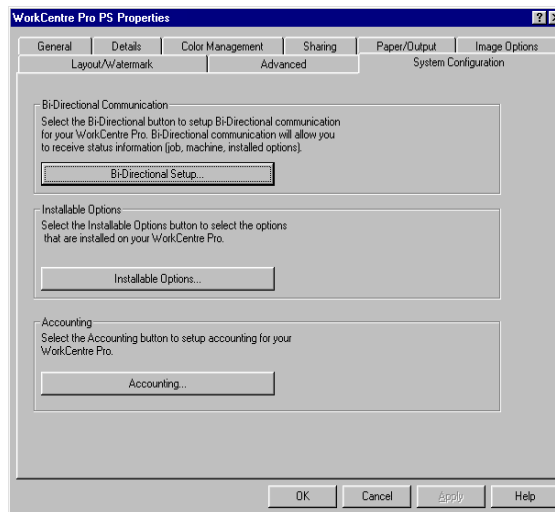 WorkCentre Pro PS Properties
General Details Color Management Sharing Paper/Output Image Options
Layout/Watermark Advanced System Configuration
Bi-Directional Communication
Select the Bi-Directional button to setup Bi-Directional communication
for your WorkCentre Pro. Bi-Directional communication will allow you
to receive status information (job, machine, installed options).
Bi-Directional Setup...
Installable Options
Select the Installable Options button to select the options
that are installed on your WorkCentre Pro.
Installable Options...
Accounting
Select the Accounting button to setup accounting for your
WorkCentre Pro.
Accounting...
OK Cancel Apply Help